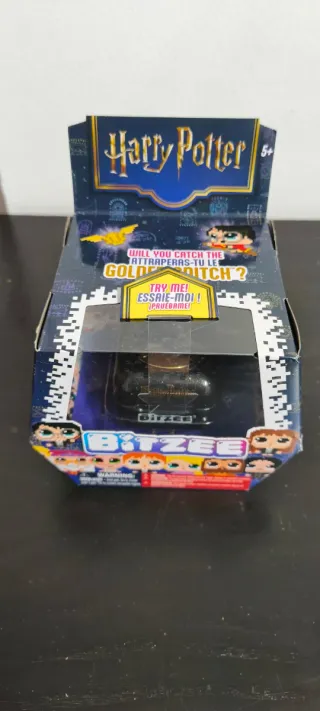 Harry Potter
5+
WILL YOU CATCH THE
ATTRAPERAS-TU LE
GOLDEN SNITCH™?
TRY ME!
ESSAIE-MOI !
¡PRUÉBAME!
BITZEE
BITZEE
WARNING: